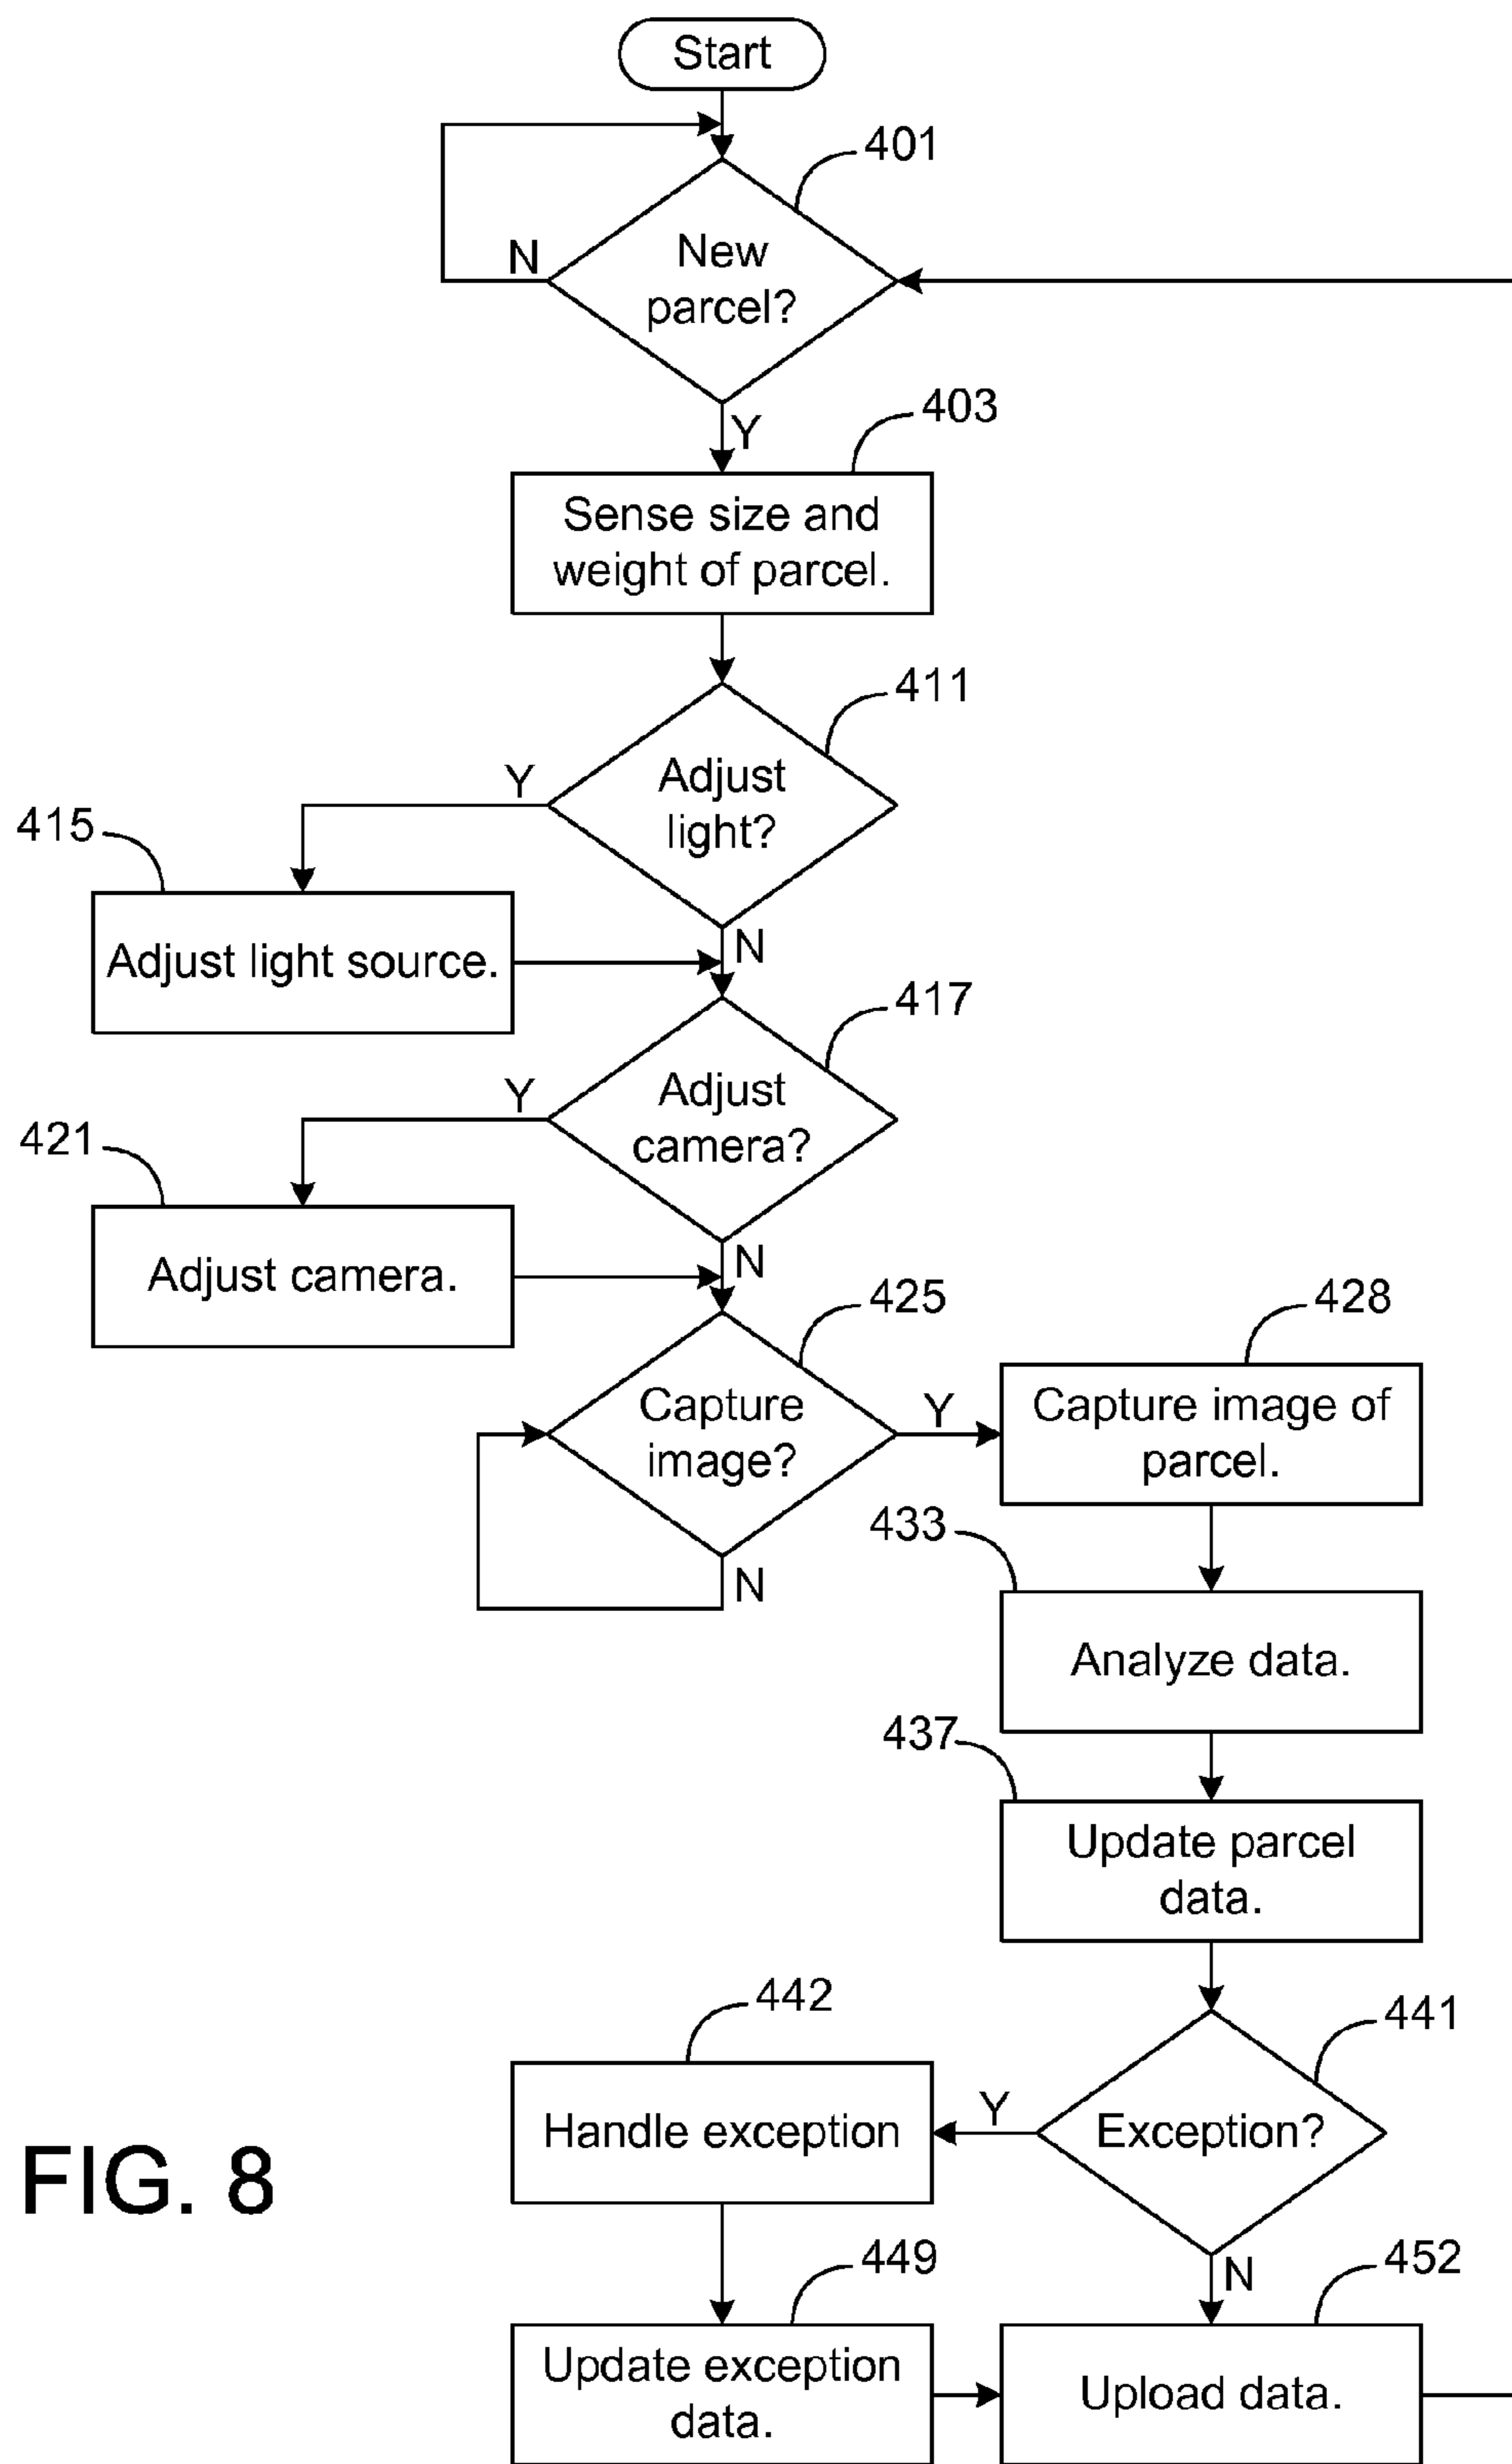 Start
401
New
parcel?
N
Y
403
Sense size and
weight of parcel.
411
Adjust
light?
Y
N
415
Adjust light source.
417
Adjust
camera?
Y
N
421
Adjust camera.
425
Capture
image?
Y
N
428
Capture image of
parcel.
433
Analyze data.
437
Update parcel
data.
441
Exception?
Y
N
442
Handle exception
449
Update exception
data.
452
Upload data.
FIG. 8